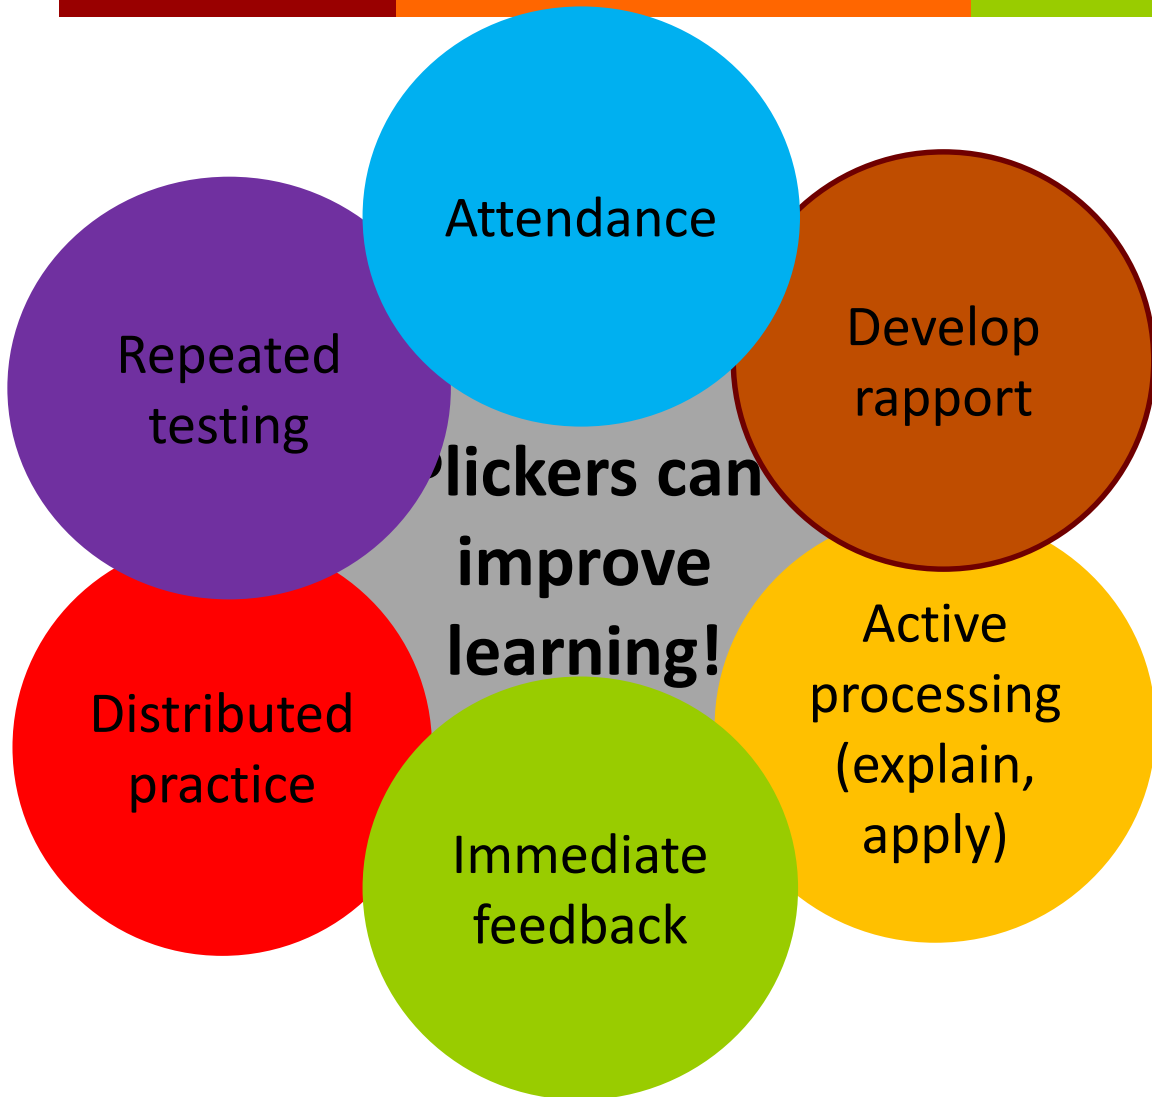 Attendance
Develop
rapport
Repeated
testing
Plickers can
improve
learning!
Active
processing
(explain,
apply)
Distributed
practice
Immediate
feedback